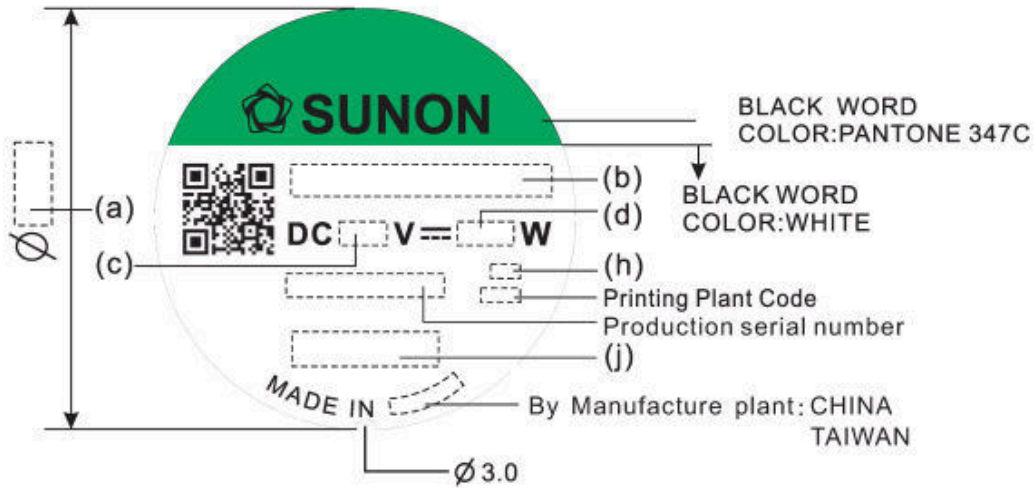 SUNON
BLACK WORD
COLOR:PANTONE 347C
BLACK WORD
COLOR:WHITE
(a)
(b)
(d)
DC V W
(c)
(h)
Printing Plant Code
Production serial number
(j)
MADE IN
By Manufacture plant: CHINA
TAIWAN
Ø
Ø3.0